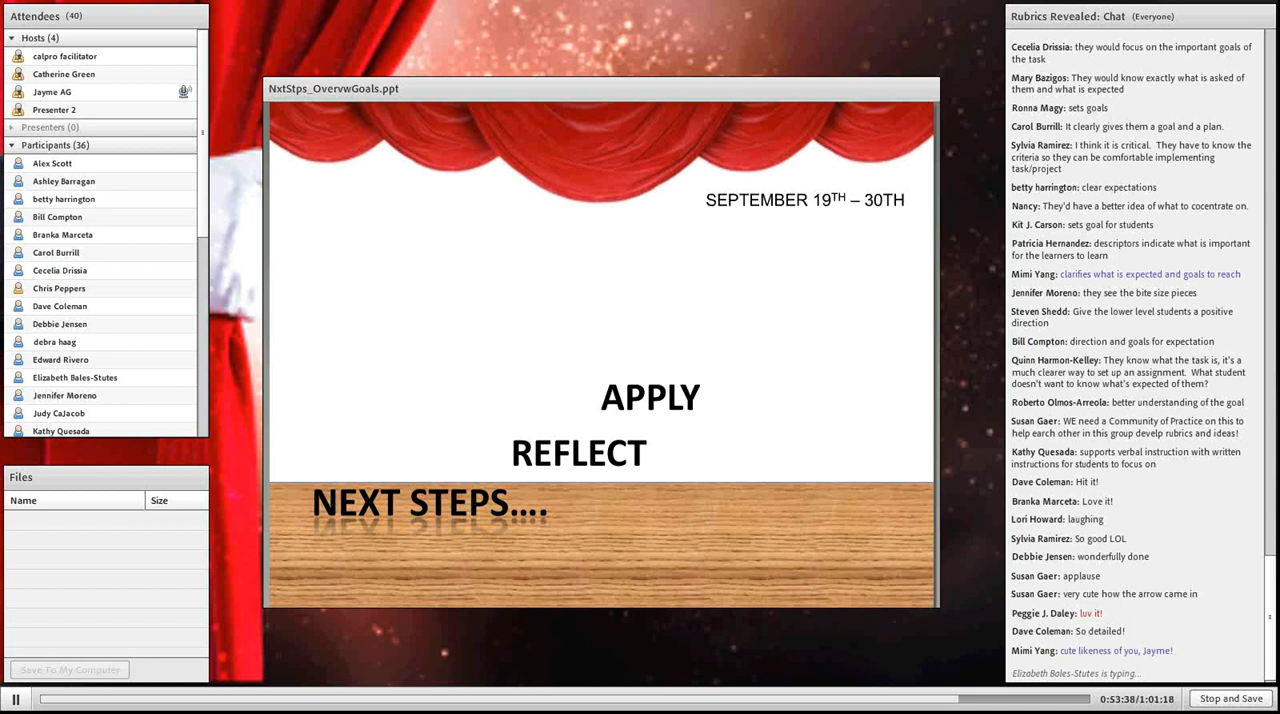 Attendees (40)
Hosts (4)
calpro facilitator
Catherine Green
Jayme AG
Presenter 2
Presenters (0)
Participants (36)
Alex Scott
Ashley Barragan
betty harrington
Bill Compton
Branka Marceta
Carol Burrill
Cecelia Drissia
Chris Peppers
Dave Coleman
Debbie Jensen
debra haag
Edward Rivero
Elizabeth Bales-Stutes
Jennifer Moreno
Judy CaJacob
Kathy Quesada
Files
Name Size
Save To My Computer
NxtStps_OvervwGoals.ppt
SEPTEMBER 19TH – 30TH
APPLY
REFLECT
NEXT STEPS....
Rubrics Revealed: Chat (Everyone)
Cecelia Drissia: they would focus on the important goals of
the task
Mary Bazigos: They would know exactly what is asked of
them and what is expected
Ronna Magy: sets goals
Carol Burrill: It clearly gives them a goal and a plan.
Sylvia Ramirez: I think it is critical. They have to know the
criteria so they can be comfortable implementing
task/project
betty harrington: clear expectations
Nancy: They'd have a better idea of what to cocentrate on.
Kit J. Carson: sets goal for students
Patricia Hernandez: descriptors indicate what is important
for the learners to learn
Mimi Yang: clarifies what is expected and goals to reach
Jennifer Moreno: they see the bite size pieces
Steven Shedd: Give the lower level students a positive
direction
Bill Compton: direction and goals for expectation
Quinn Harmon-Kelley: They know what the task is, it's a
much clearer way to set up an assignment. What student
doesn't want to know what's expected of them?
Roberto Olmos-Arreola: better understanding of the goal
Susan Gaer: WE need a Community of Practice on this to
help earch other in this group develp rubrics and ideas!
Kathy Quesada: supports verbal instruction with written
instructions for students to focus on
Dave Coleman: Hit it!
Branka Marceta: Love it!
Lori Howard: laughing
Sylvia Ramirez: So good LOL
Debbie Jensen: wonderfully done
Susan Gaer: applause
Susan Gaer: very cute how the arrow came in
Peggie J. Daley: luv it!
Dave Coleman: So detailed!
Mimi Yang: cute likeness of you, Jayme!
Elizabeth Bales-Stutes is typing...
0:53:38/1:01:18
Stop and Save